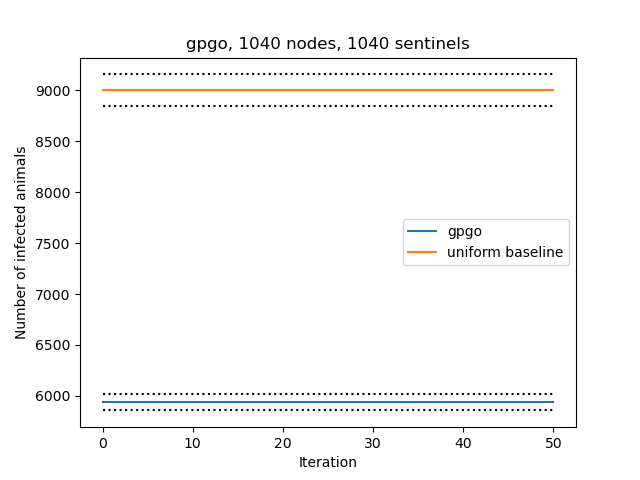 gpgo, 1040 nodes, 1040 sentinels
9000
8500
8000
7500
7000
6500
6000
Number of infected animals
gpgo
uniform baseline
0 10 20 30 40 50
Iteration